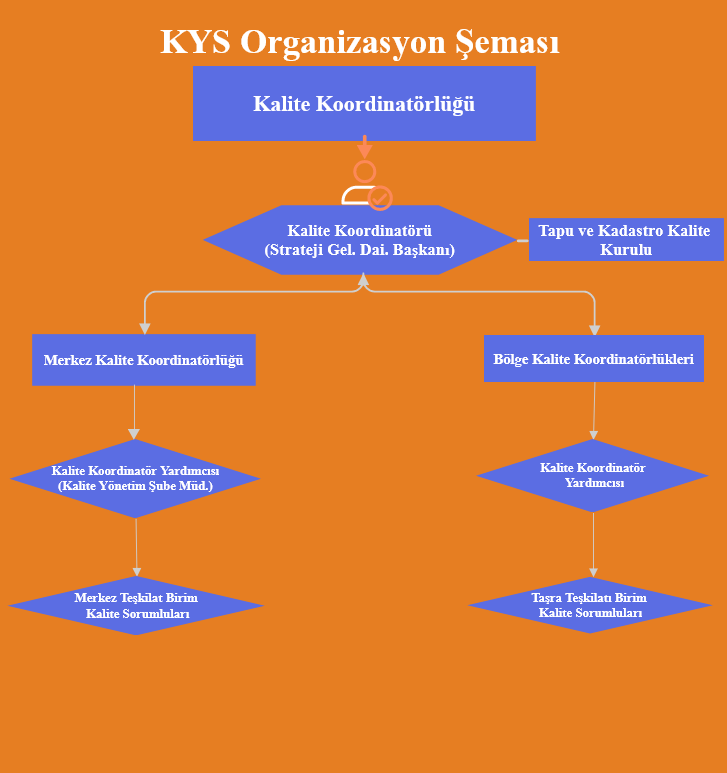 KYS Organizasyon Şeması
Kalite Koordinatörlüğü
Kalite Koordinatörü
(Strateji Gel. Dai. Başkanı)
Tapu ve Kadastro Kalite
Kurulu
Merkez Kalite Koordinatörlüğü
Bölge Kalite Koordinatörlükleri
Kalite Koordinatör Yardımcısı
(Kalite Yönetim Şube Müd.)
Kalite Koordinatör
Yardımcısı
Merkez Teşkilat Birim
Kalite Sorumluları
Taşra Teşkilatı Birim
Kalite Sorumluları